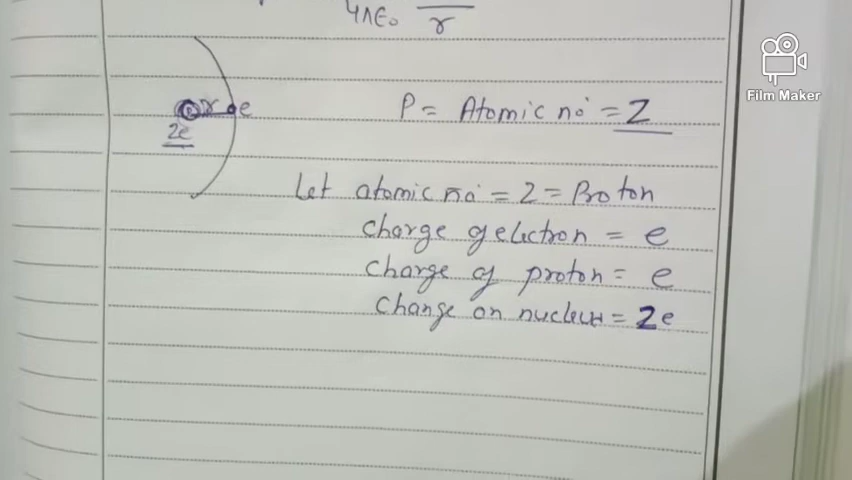 4πε₀ r
Film Maker
r e
Ze
P = Atomic no = Z
Let atomic no = Z = Proton
Charge of electron = e
Charge of proton = e
Charge on nucleus = Ze